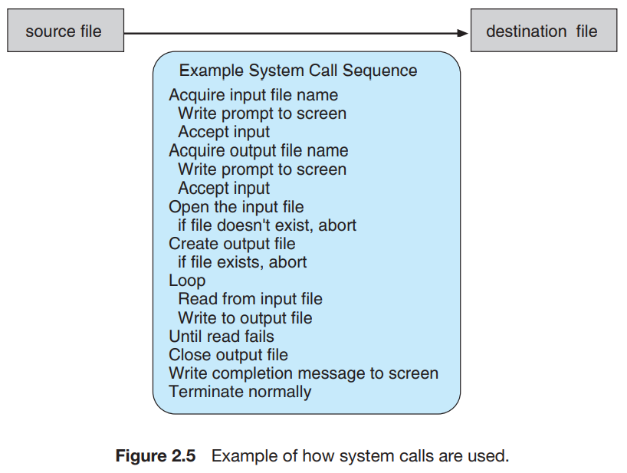 source file
destination file
Example System Call Sequence
Acquire input file name
Write prompt to screen
Accept input
Acquire output file name
Write prompt to screen
Accept input
Open the input file
if file doesn't exist, abort
Create output file
if file exists, abort
Loop
Read from input file
Write to output file
Until read fails
Close output file
Write completion message to screen
Terminate normally
Figure 2.5 Example of how system calls are used.